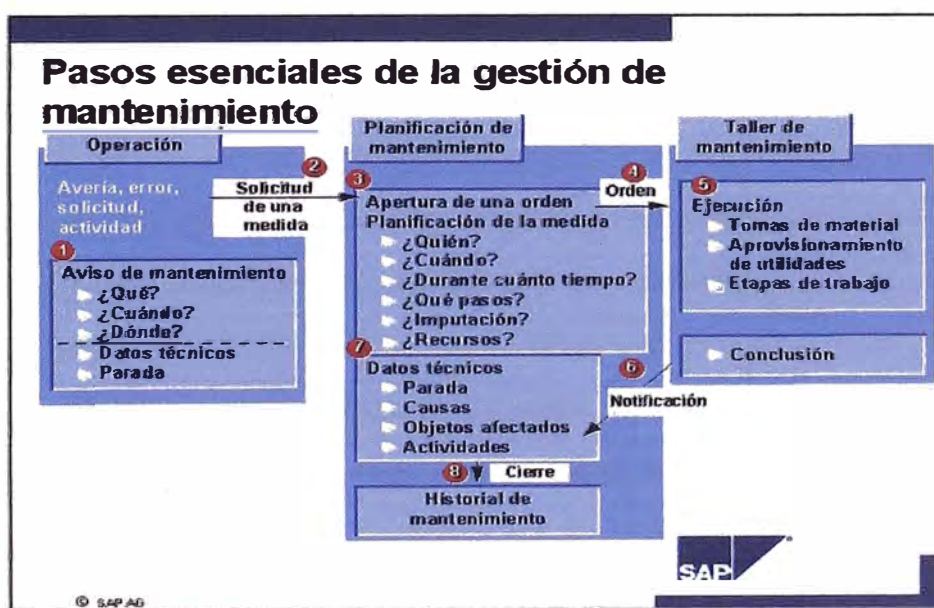 Pasos esenciales de la gestión de
mantenimiento
Operación
Avería, error,
solicitud,
actividad
1
Aviso de mantenimiento
¿Qué?
¿Cuándo?
¿Dónde?
Datos técnicos
Parada
2
Solicitud
de una
medida
Planificación de
mantenimiento
3
Apertura de una orden
Planificación de la medida
¿Quién?
¿Cuándo?
¿Durante cuánto tiempo?
¿Qué pasos?
¿Imputación?
¿Recursos?
4
Orden
Taller de
mantenimiento
5
Ejecución
Tomas de material
Aprovisionamiento
de utilidades
Etapas de trabajo
Conclusión
6
Notificación
7
Datos técnicos
Parada
Causas
Objetos afectados
Actividades
8
Cierre
Historial de
mantenimiento
SAP
© SAP AG